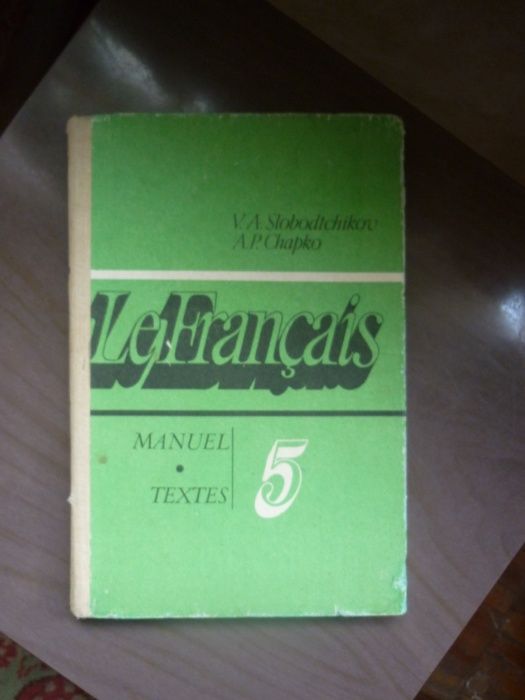 V. A. Slobodtchikov
A. P. Chapko
Le Français
MANUEL
•
TEXTES
5